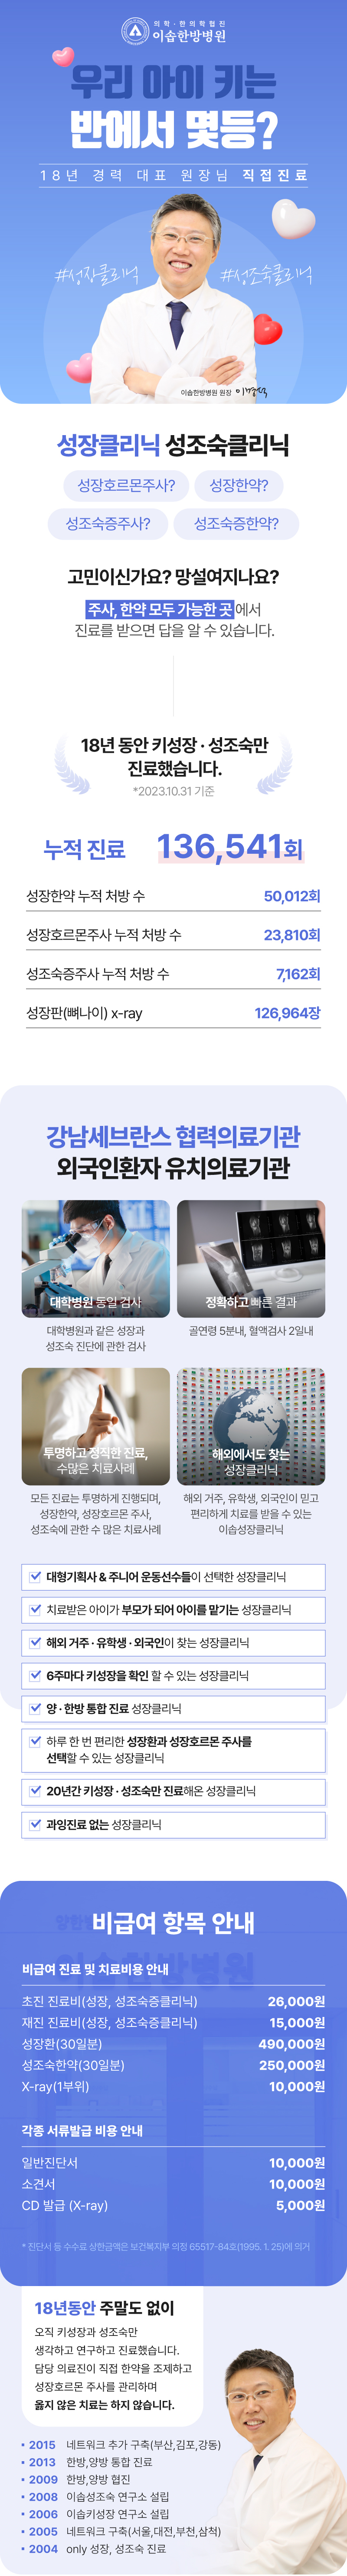 의학·한의학협진
이솝한방병원
우리 아이 키는
반에서 몇등?
18년 경력 대표 원장님 직접진료
#성장클리닉
#성조숙클리닉
이솝한방병원 원장
성장클리닉 성조숙클리닉
성장호르몬주사?
성장한약?
성조숙증주사?
성조숙증한약?
고민이신가요? 망설여지나요?
주사, 한약 모두 가능한 곳에서
진료를 받으면 답을 알 수 있습니다.
18년 동안 키성장 · 성조숙만
진료했습니다.
*2023.10.31 기준
누적 진료 136,541회
성장한약 누적 처방 수 50,012회
성장호르몬주사 누적 처방 수 23,810회
성조숙증주사 누적 처방 수 7,162회
성장판(뼈나이) x-ray 126,964장
강남세브란스 협력의료기관
외국인환자 유치의료기관
대학병원 동일 검사
대학병원과 같은 성장과
성조숙 진단에 관한 검사
정확하고 빠른 결과
골연령 5분내, 혈액검사 2일내
투명하고 정직한 진료,
수많은 치료사례
모든 진료는 투명하게 진행되며,
성장한약, 성장호르몬 주사,
성조숙에 관한 수 많은 치료사례
해외에서도 찾는
성장클리닉
해외 거주, 유학생, 외국인이 믿고
편리하게 치료를 받을 수 있는
이솝성장클리닉
대형기획사 & 주니어 운동선수들이 선택한 성장클리닉
치료받은 아이가 부모가 되어 아이를 맡기는 성장클리닉
해외 거주 · 유학생 · 외국인이 찾는 성장클리닉
6주마다 키성장을 확인 할 수 있는 성장클리닉
양 · 한방 통합 진료 성장클리닉
하루 한 번 편리한 성장환과 성장호르몬 주사를
선택할 수 있는 성장클리닉
20년간 키성장 · 성조숙만 진료해온 성장클리닉
과잉진료 없는 성장클리닉
비급여 항목 안내
이솝한방병원
비급여 진료 및 치료비용 안내
초진 진료비(성장, 성조숙증클리닉) 26,000원
재진 진료비(성장, 성조숙증클리닉) 15,000원
성장환(30일분) 490,000원
성조숙한약(30일분) 250,000원
X-ray(1부위) 10,000원
각종 서류발급 비용 안내
일반진단서 10,000원
소견서 10,000원
CD 발급 (X-ray) 5,000원
* 진단서 등 수수료 상한금액은 보건복지부 의정 65517-84호(1995. 1. 25)에 의거
18년동안 주말도 없이
오직 키성장과 성조숙만
생각하고 연구하고 진료했습니다.
담당 의료진이 직접 한약을 조제하고
성장호르몬 주사를 관리하며
옳지 않은 치료는 하지 않습니다.
2015 네트워크 추가 구축(부산,김포,강동)
2013 한방,양방 통합 진료
2009 한방,양방 협진
2008 이솝성조숙 연구소 설립
2006 이솝키성장 연구소 설립
2005 네트워크 구축(서울,대전,부천,삼척)
2004 only 성장, 성조숙 진료